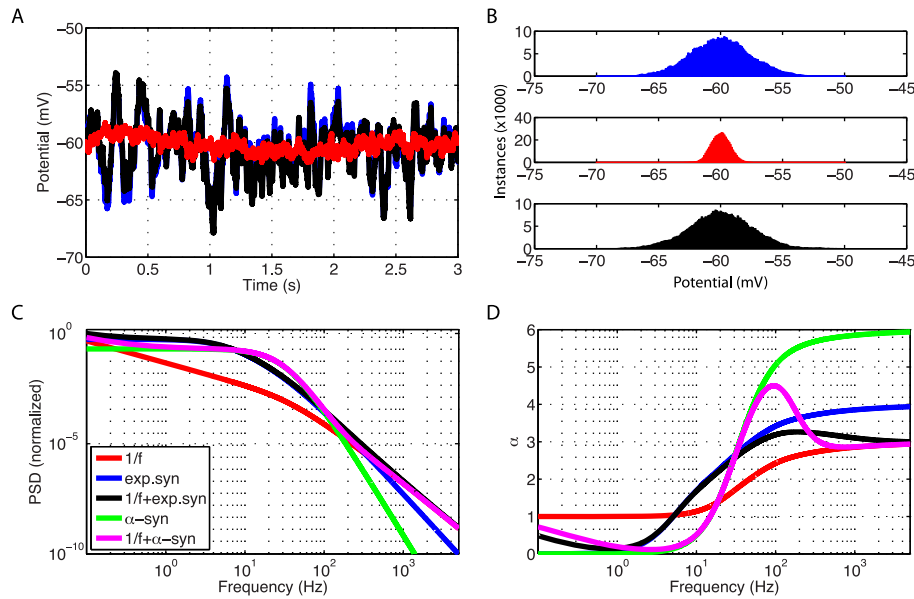 A
Potential (mV)
−50
−55
−60
−65
−70
0 0.5 1 1.5 2 2.5 3
Time (s)
B
Instances (x1000)
10
5
0
−75 −70 −65 −60 −55 −50 −45
40
20
0
−75 −70 −65 −60 −55 −50 −45
10
5
0
−75 −70 −65 −60 −55 −50 −45
Potential (mV)
C
PSD (normalized)
10^0
10^−5
10^−10
1/f
exp.syn
1/f+exp.syn
α−syn
1/f+α−syn
10^0 10^1 10^2 10^3
Frequency (Hz)
D
α
6
5
4
3
2
1
0
10^0 10^1 10^2 10^3
Frequency (Hz)